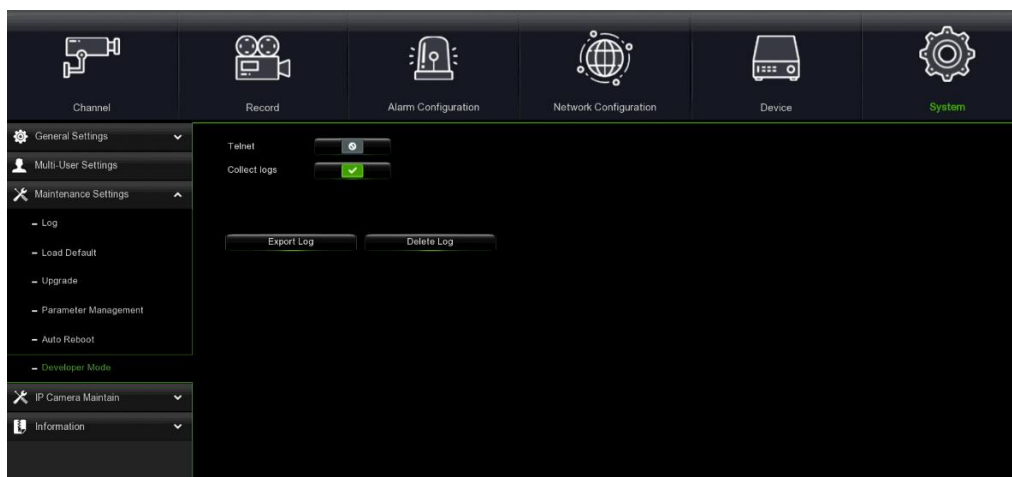 Channel
Record
Alarm Configuration
Network Configuration
Device
System
General Settings
Multi-User Settings
Maintenance Settings
Log
Load Default
Upgrade
Parameter Management
Auto Reboot
Developer Mode
IP Camera Maintain
Information
Telnet
Collect logs
Export Log
Delete Log